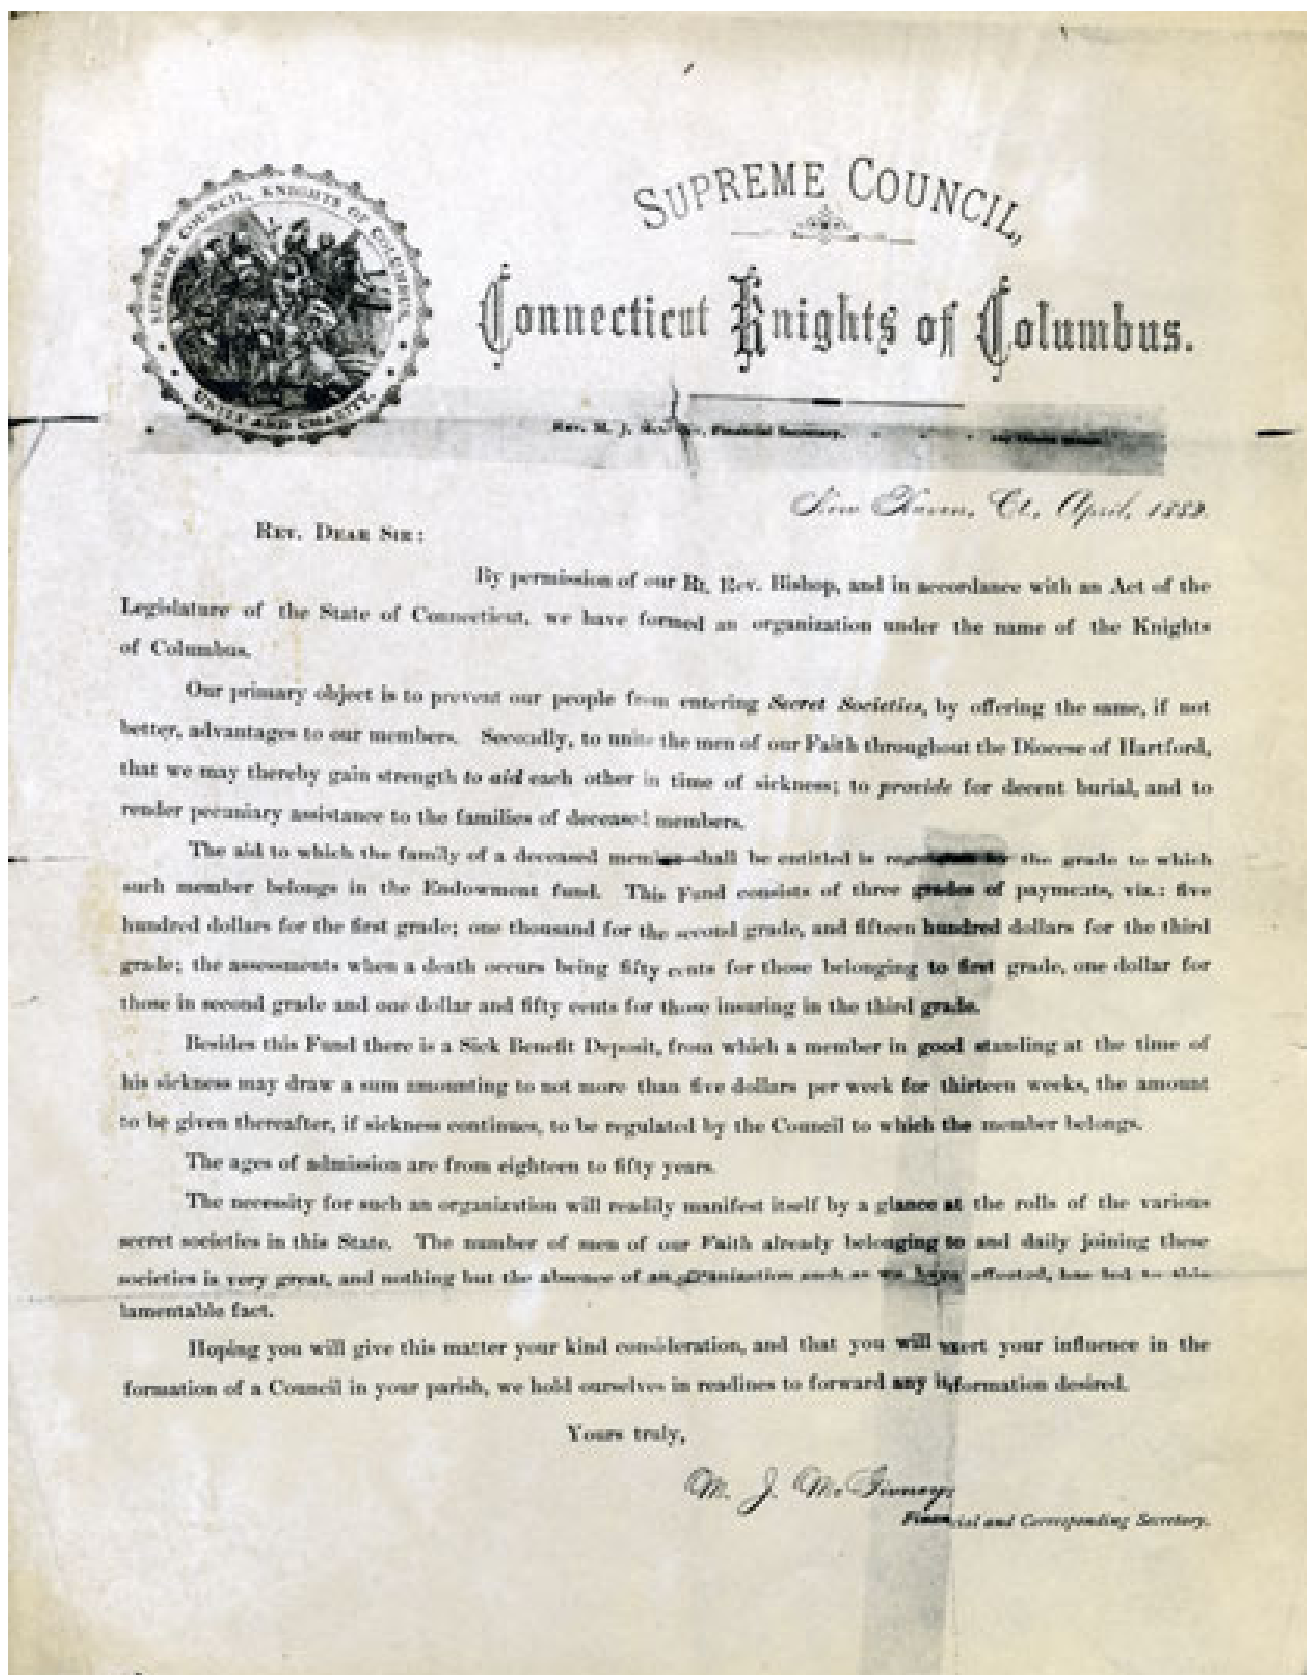 SUPREME COUNCIL, KNIGHTS OF COLUMBUS.
UNITY AND CHARITY.
SUPREME COUNCIL,
Connecticut Knights of Columbus.
Rev. M. J. Financial Secretary,
New Haven, Ct., April, 1882.
REV. DEAR SIR:
By permission of our Rt. Rev. Bishop, and in accordance with an Act of the
Legislature of the State of Connecticut, we have formed an organization under the name of the Knights
of Columbus.
Our primary object is to prevent our people from entering Secret Societies, by offering the same, if not
better, advantages to our members. Secondly, to unite the men of our Faith throughout the Diocese of Hartford,
that we may thereby gain strength to aid each other in time of sickness; to provide for decent burial, and to
render pecuniary assistance to the families of deceased members.
The aid to which the family of a deceased member shall be entitled is the grade to which
such member belongs in the Endowment fund. This Fund consists of three grades of payments, viz.: five
hundred dollars for the first grade; one thousand for the second grade, and fifteen hundred dollars for the third
grade; the assessments when a death occurs being fifty cents for those belonging to first grade, one dollar for
those in second grade and one dollar and fifty cents for those insuring in the third grade.
Besides this Fund there is a Sick Benefit Deposit, from which a member in good standing at the time of
his sickness may draw a sum amounting to not more than five dollars per week for thirteen weeks, the amount
to be given thereafter, if sickness continues, to be regulated by the Council to which the member belongs.
The ages of admission are from eighteen to fifty years.
The necessity for such an organization will readily manifest itself by a glance at the rolls of the various
secret societies in this State. The number of men of our Faith already belonging to and daily joining these
societies is very great, and nothing but the absence of an organization such as we have effected, has led to this
lamentable fact.
Hoping you will give this matter your kind consideration, and that you will exert your influence in the
formation of a Council in your parish, we hold ourselves in readines to forward any information desired.
Yours truly,
M. J. McGivney,
Financial and Corresponding Secretary.